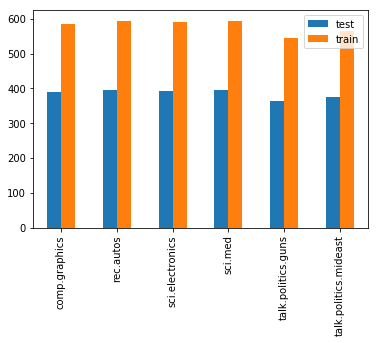 600
500
400
300
200
100
0
test
train
comp.graphics
rec.autos
sci.electronics
sci.med
talk.politics.guns
talk.politics.mideast